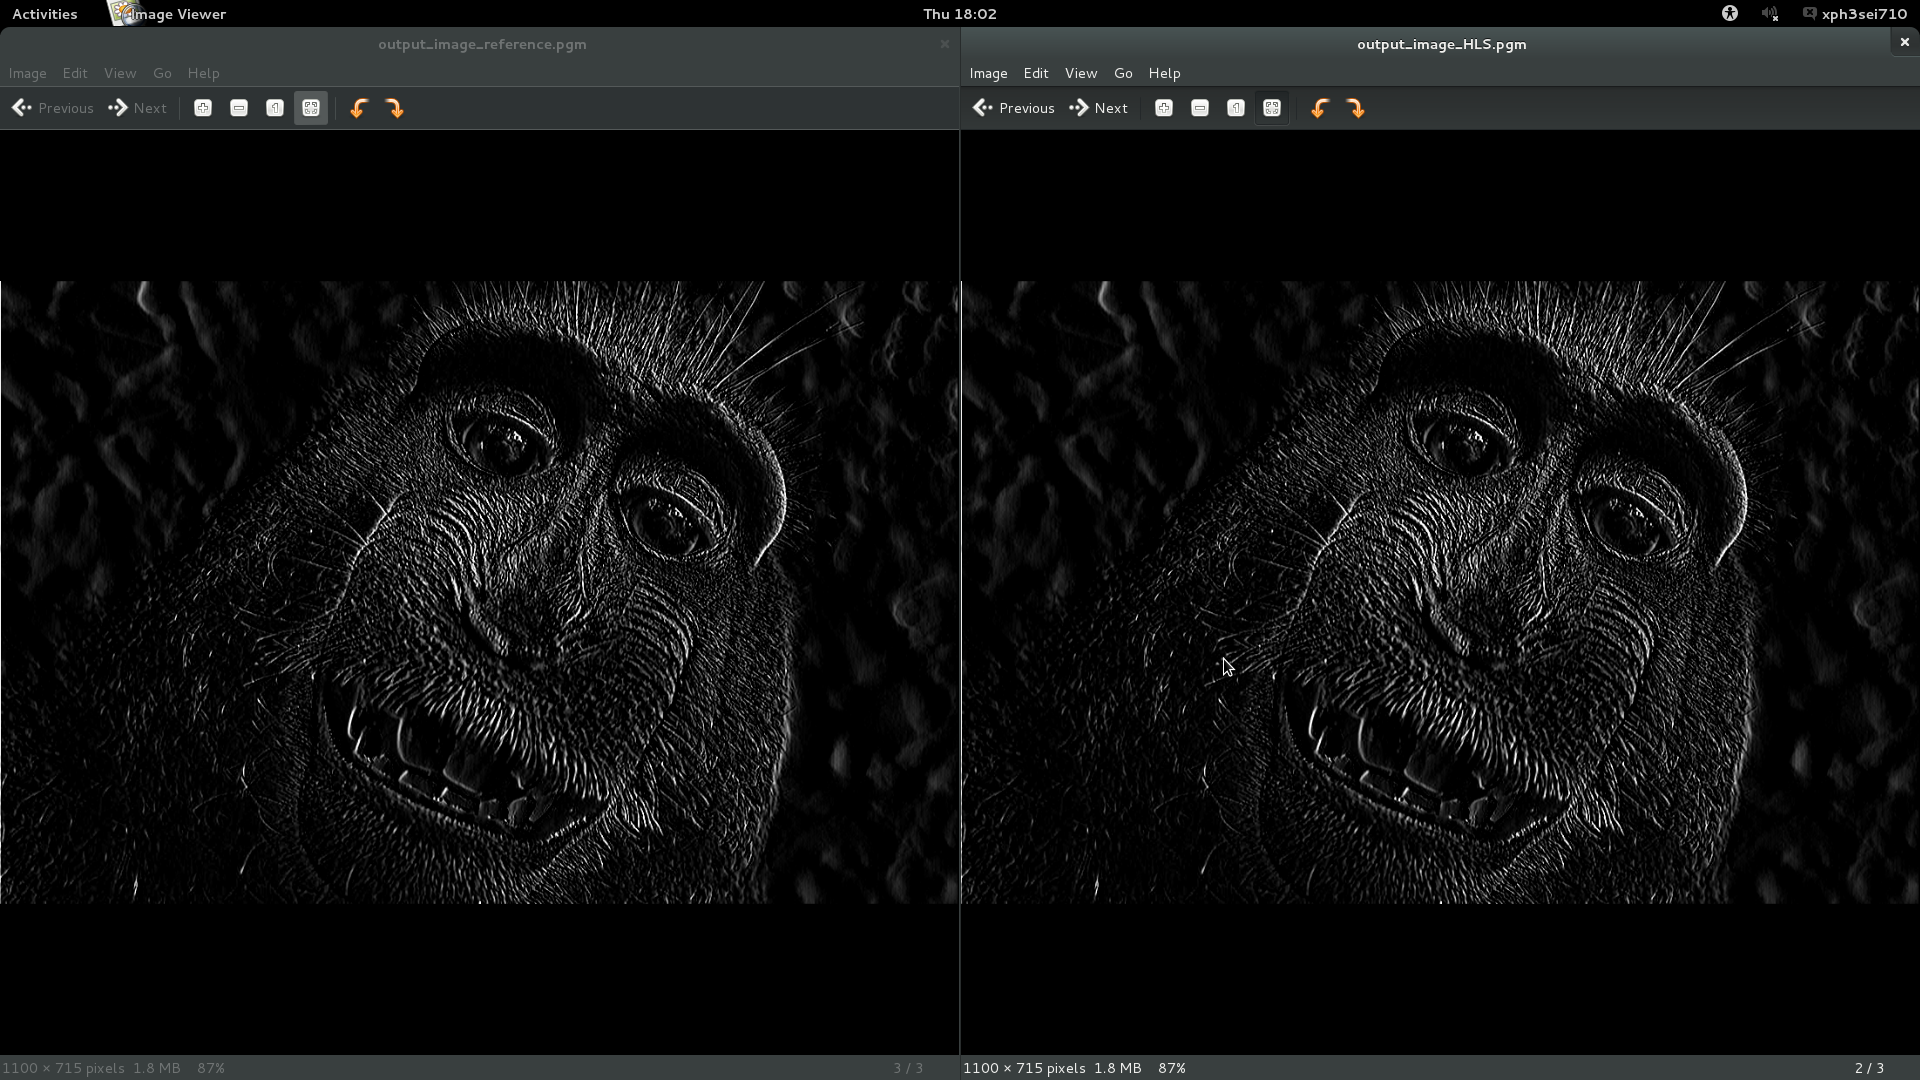 Activities Image Viewer Thu 18:02 xph3sei710
output_image_reference.pgm
Image Edit View Go Help
Previous Next
1100 × 715 pixels 1.8 MB 87% 3 / 3
output_image_HLS.pgm
Image Edit View Go Help
Previous Next
1100 × 715 pixels 1.8 MB 87% 2 / 3